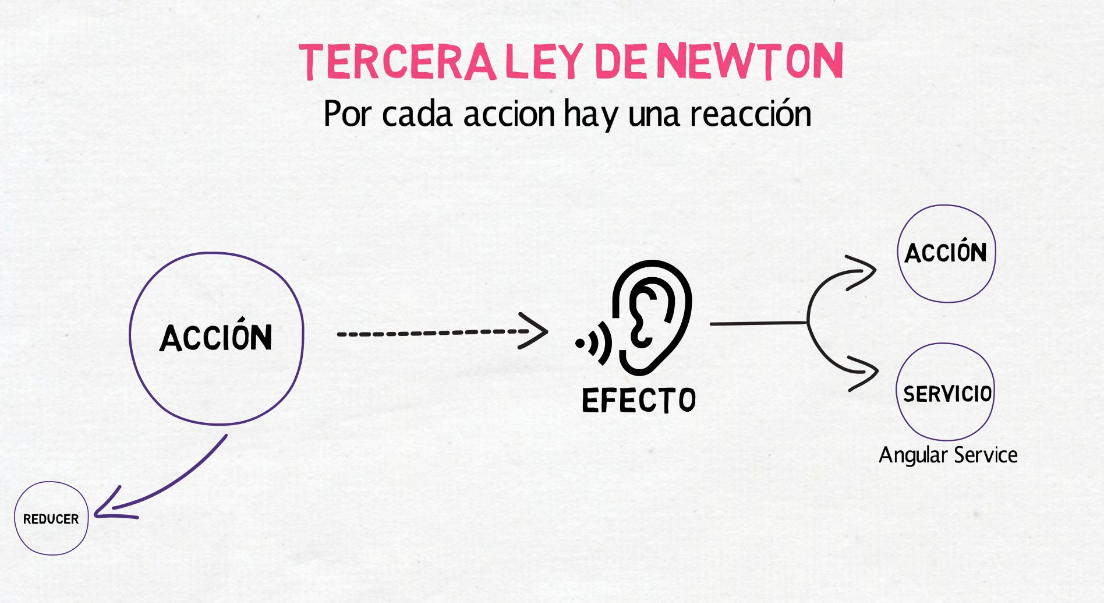 TERCERA LEY DE NEWTON
Por cada accion hay una reacción
ACCIÓN
ACCIÓN
EFECTO
SERVICIO
Angular Service
REDUCER